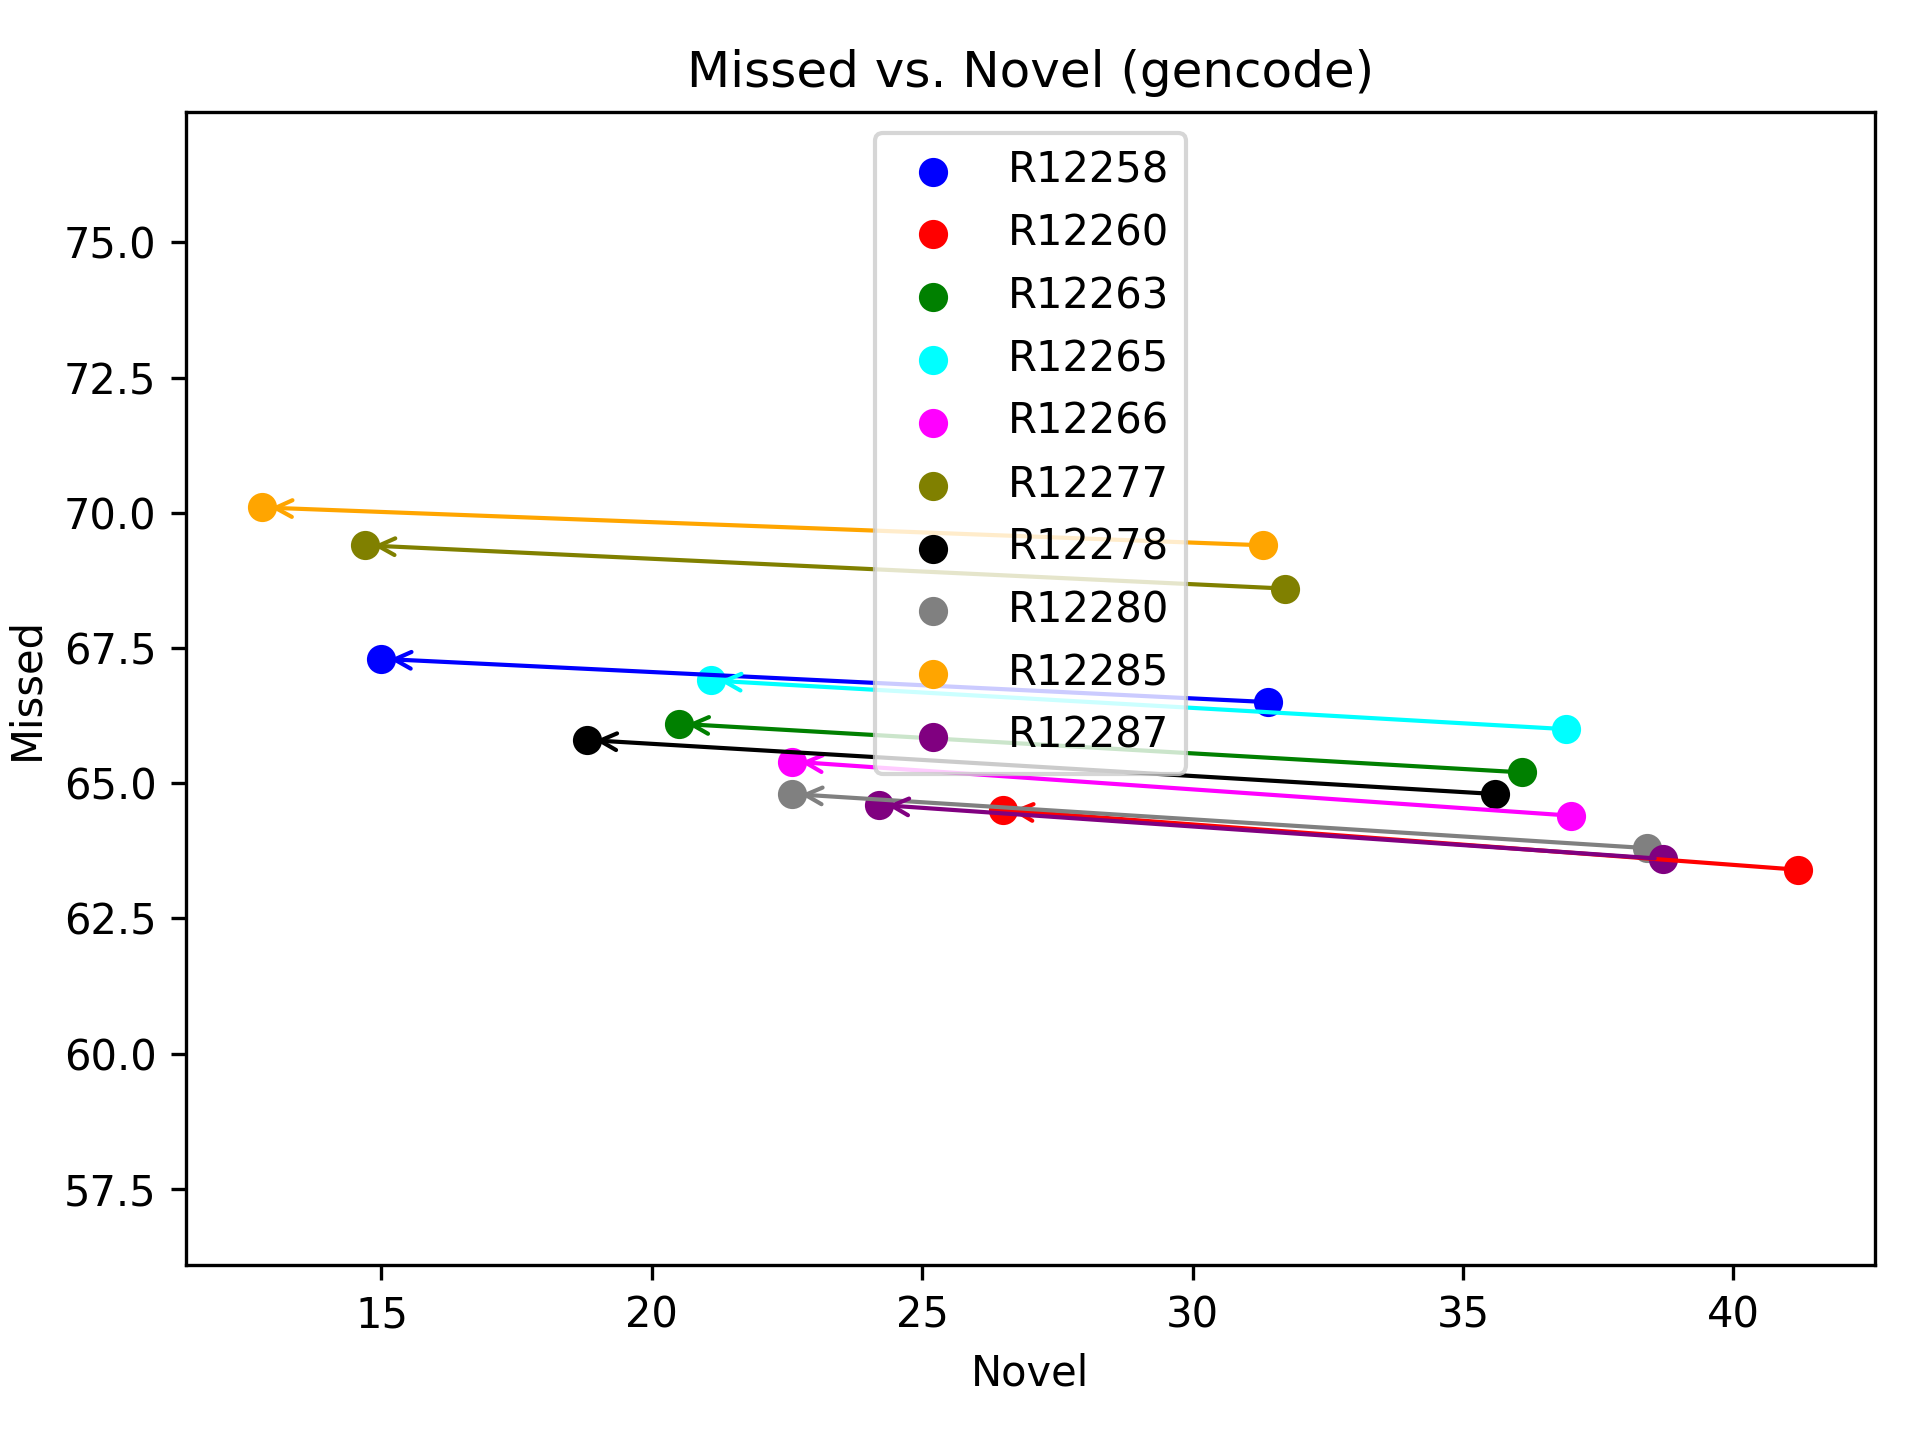 Missed vs. Novel (gencode)
R12258
R12260
R12263
R12265
R12266
R12277
R12278
R12280
R12285
R12287
Missed
75.0
72.5
70.0
67.5
65.0
62.5
60.0
57.5
15 20 25 30 35 40
Novel